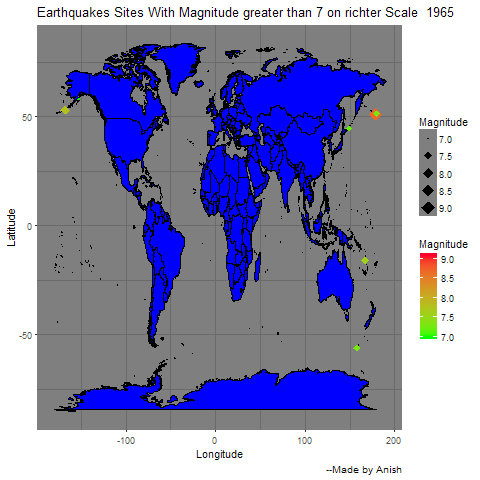 Earthquakes Sites With Magnitude greater than 7 on richter Scale  1965
Magnitude
7.0
7.5
8.0
8.5
9.0
Magnitude
9.0
8.5
8.0
7.5
7.0
50
0
-50
Latitude
-100
0
100
200
Longitude
--Made by Anish